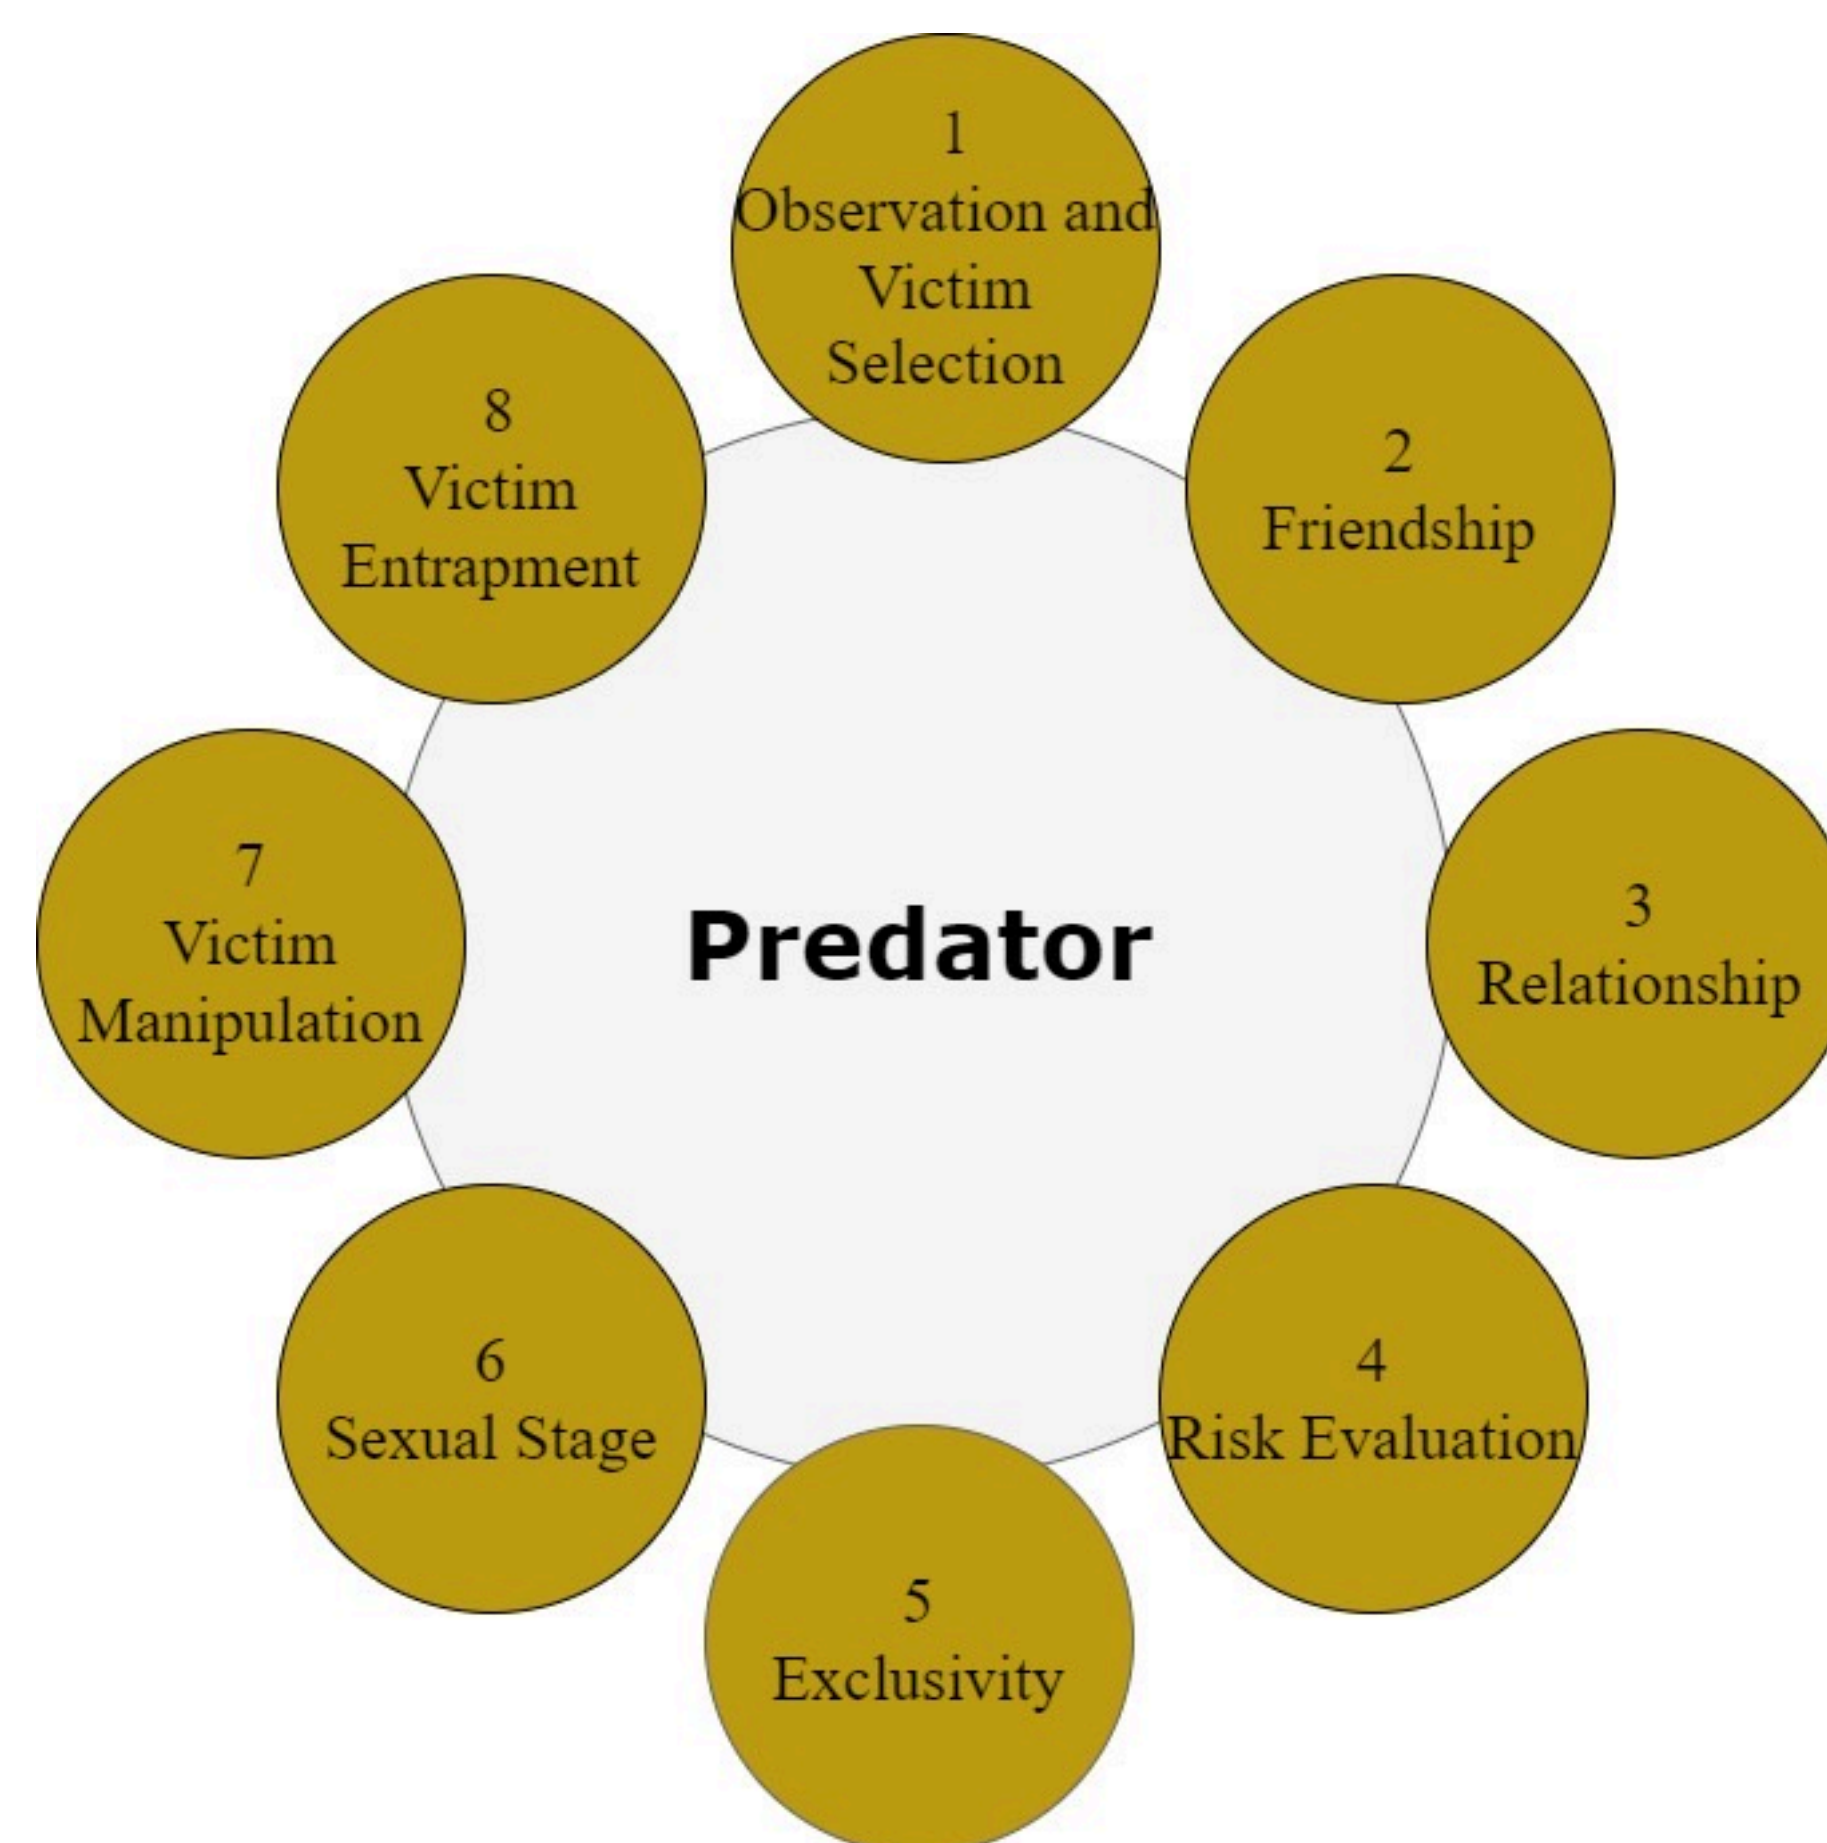 1
Observation and
Victim
Selection
2
Friendship
3
Relationship
4
Risk Evaluation
5
Exclusivity
6
Sexual Stage
7
Victim
Manipulation
8
Victim
Entrapment
Predator